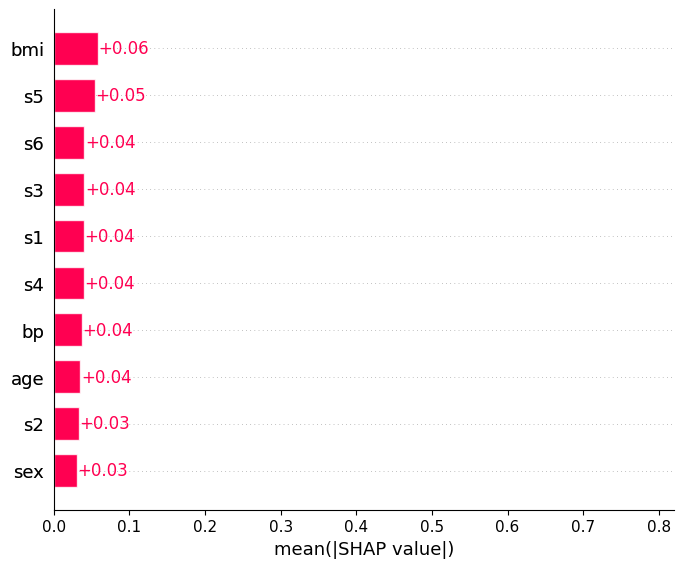 bmi +0.06
s5 +0.05
s6 +0.04
s3 +0.04
s1 +0.04
s4 +0.04
bp +0.04
age +0.04
s2 +0.03
sex +0.03
0.0 0.1 0.2 0.3 0.4 0.5 0.6 0.7 0.8
mean(|SHAP value|)